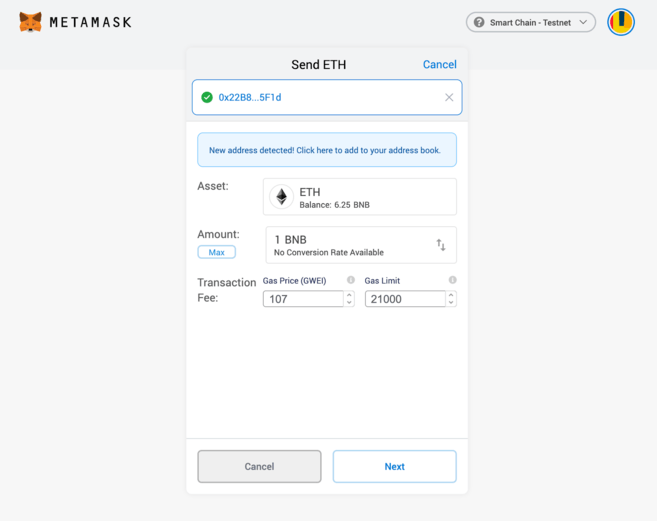 METAMASK
Smart Chain - Testnet
Send ETH
Cancel
0x22B8...5F1d
New address detected! Click here to add to your address book.
Asset:
ETH
Balance: 6.25 BNB
Amount:
Max
1 BNB
No Conversion Rate Available
Transaction Fee:
Gas Price (GWEI)
107
Gas Limit
21000
Cancel
Next